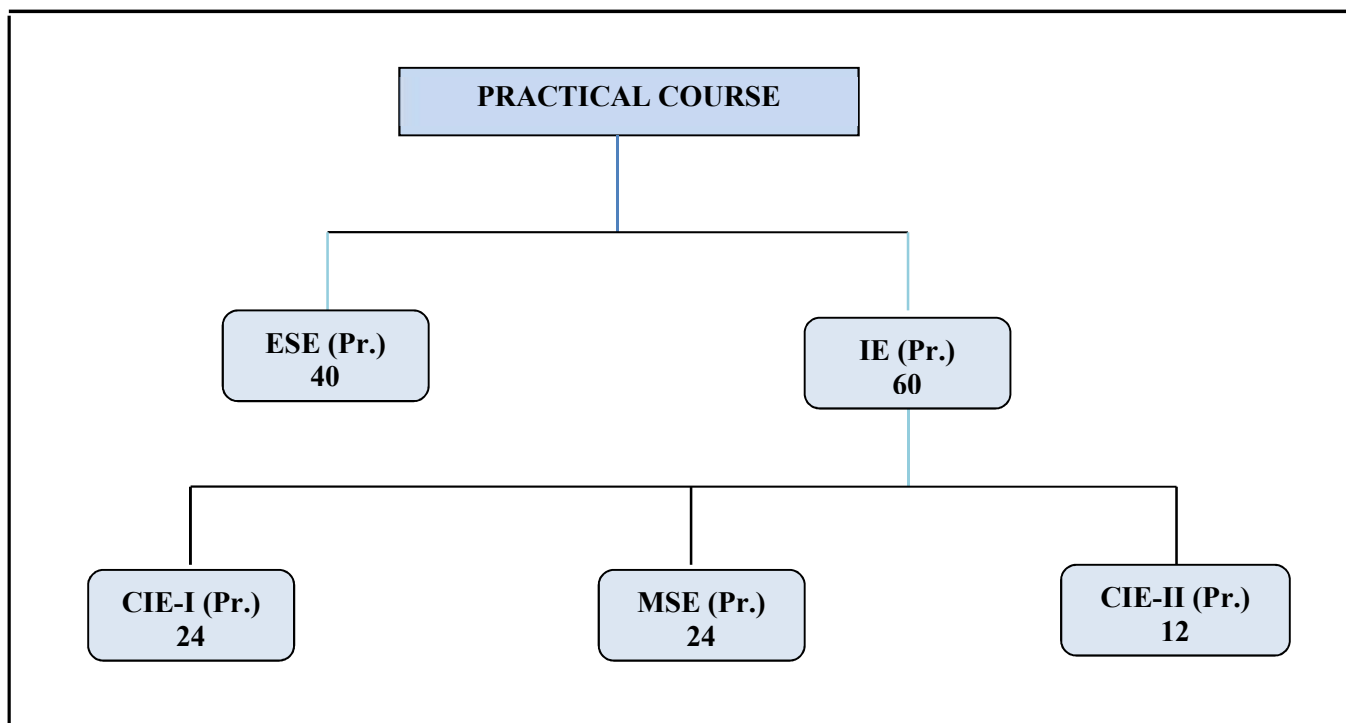 PRACTICAL COURSE
ESE (Pr.)
40
IE (Pr.)
60
CIE-I (Pr.)
24
MSE (Pr.)
24
CIE-II (Pr.)
12